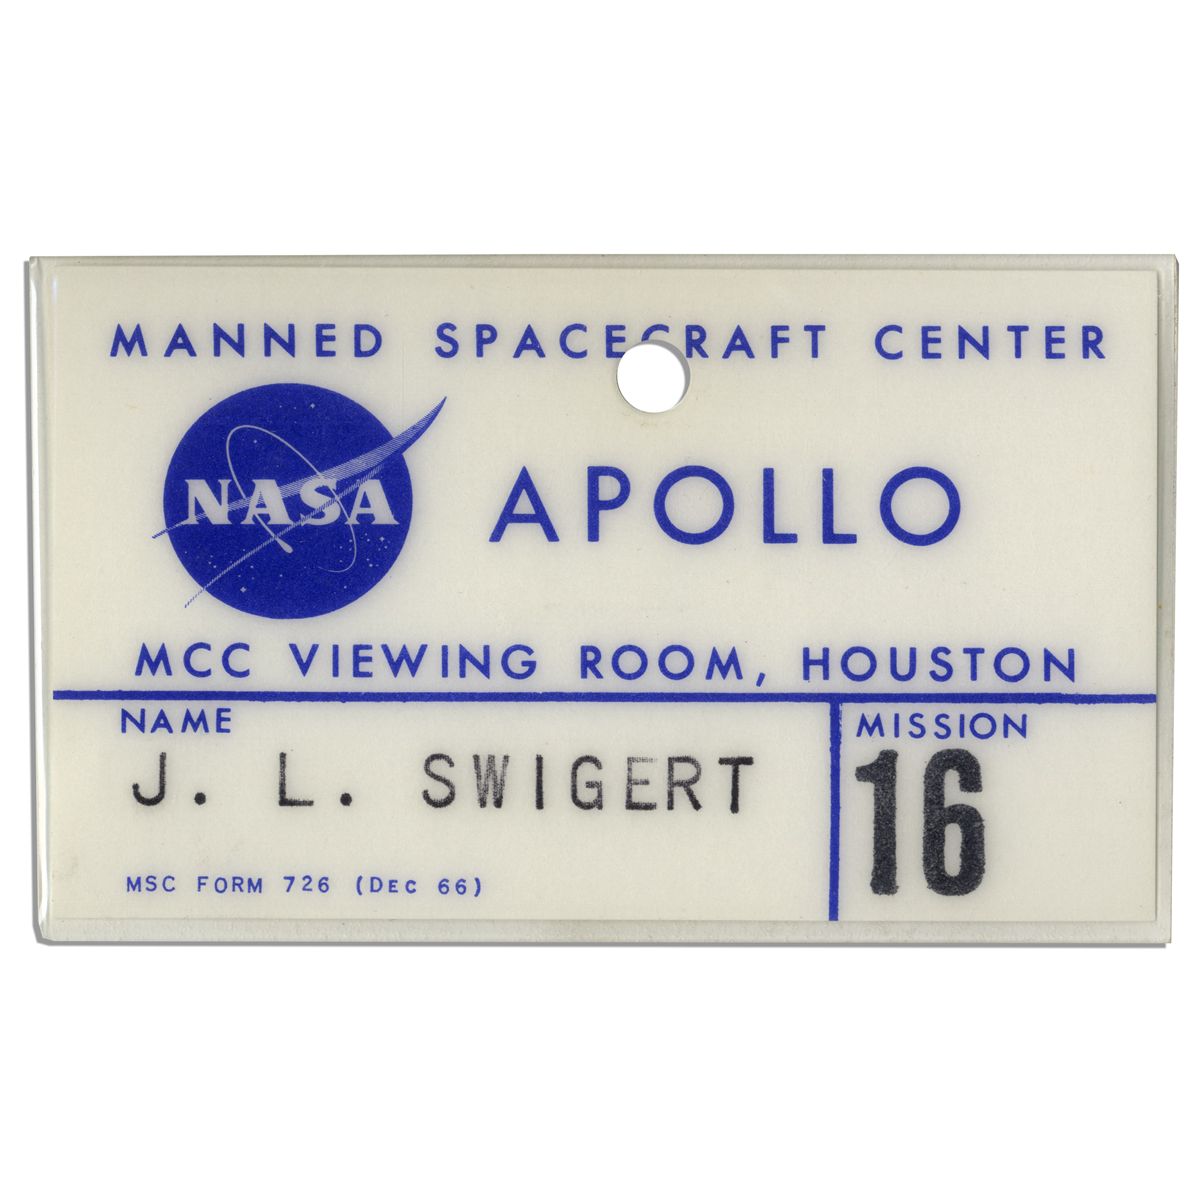 MANNED SPACECRAFT CENTER
NASA
APOLLO
MCC VIEWING ROOM, HOUSTON
NAME
MISSION
J. L. SWIGERT
16
MSC FORM 726 (DEC 66)